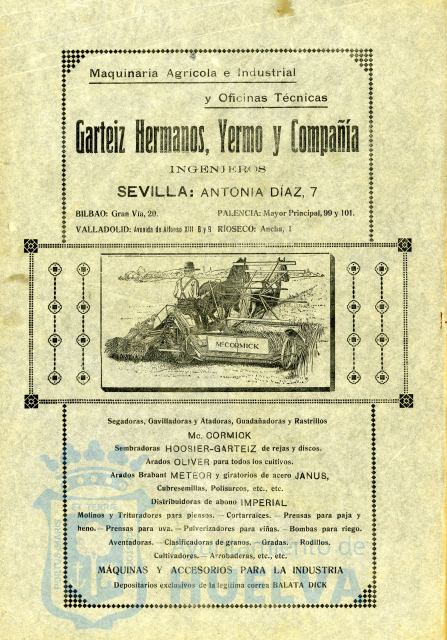 Maquinaria Agricola e Industrial
y Oficinas Técnicas
Garteiz Hermanos, Yermo y Compañía
INGENIEROS
SEVILLA: ANTONIA DÍAZ, 7
BILBAO: Gran Vía, 20. PALENCIA: Mayor Principal, 99 y 101.
VALLADOLID: Avenida de Alfonso XIII 8 y 9 RÍOSECO: Ancha, 1
McCORMICK
Segadoras, Gavilladoras y Atadoras, Guadañadoras y Rastrillos
Mc. CORMICK
Sembradoras HOOSIER-GARTEIZ de rejas y discos.
Arados OLIVER para todos los cultivos.
Arados Brabant METEOR y giratorios de acero JANUS,
Cubresemillas, Polisurcos, etc., etc.
Distribuidoras de abono IMPERIAL
Molinos y Trituradores para piensos. — Cortarraíces. — Prensas para paja y
heno. — Prensas para uva. — Pulverizadores para viñas. — Bombas para riego.
Aventadoras. — Clasificadoras de granos. — Gradas. — Rodillos.
Cultivadores. — Arrobaderas, etc., etc.
MÁQUINAS Y ACCESORIOS PARA LA INDUSTRIA
Depositarios exclusivos de la legítima correa BALATA DICK